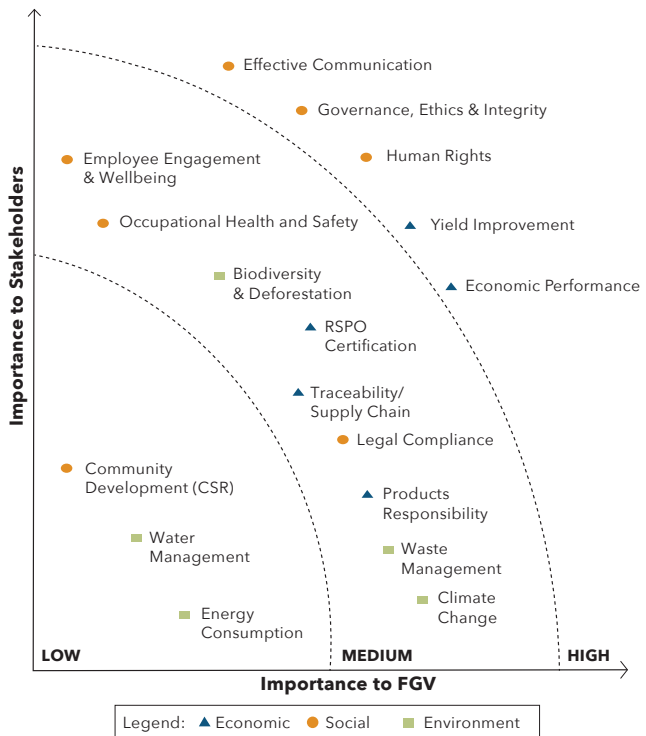 Effective Communication
Governance, Ethics & Integrity
Human Rights
Employee Engagement
& Wellbeing
Occupational Health and Safety
Yield Improvement
Biodiversity
& Deforestation
Economic Performance
RSPO
Certification
Traceability/
Supply Chain
Legal Compliance
Community
Development (CSR)
Products
Responsibility
Water
Management
Waste
Management
Climate
Change
Energy
Consumption
Importance to Stakeholders
LOW
MEDIUM
HIGH
Importance to FGV
Legend: Economic Social Environment